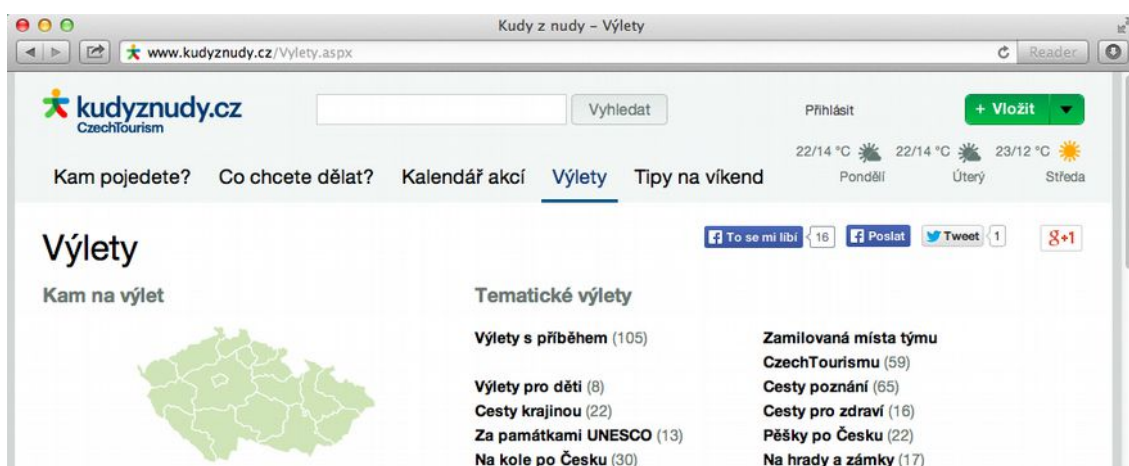 Kudy z nudy – Výlety
www.kudyznudy.cz/Vylety.aspx
Reader
kudyznudy.cz
CzechTourism
Vyhledat
Přihlásit
+ Vložit
22/14 °C 22/14 °C 23/12 °C
Pondělí Úterý Středa
Kam pojedete? Co chcete dělat? Kalendář akcí Výlety Tipy na víkend
Výlety
To se mi líbí 16 Poslat Tweet 1 g+1
Kam na výlet
Tematické výlety
Výlety s příběhem (105)
Zamilovaná místa týmu
CzechTourismu (59)
Výlety pro děti (8)
Cesty poznání (65)
Cesty krajinou (22)
Cesty pro zdraví (16)
Za památkami UNESCO (13)
Pěšky po Česku (22)
Na kole po Česku (30)
Na hrady a zámky (17)